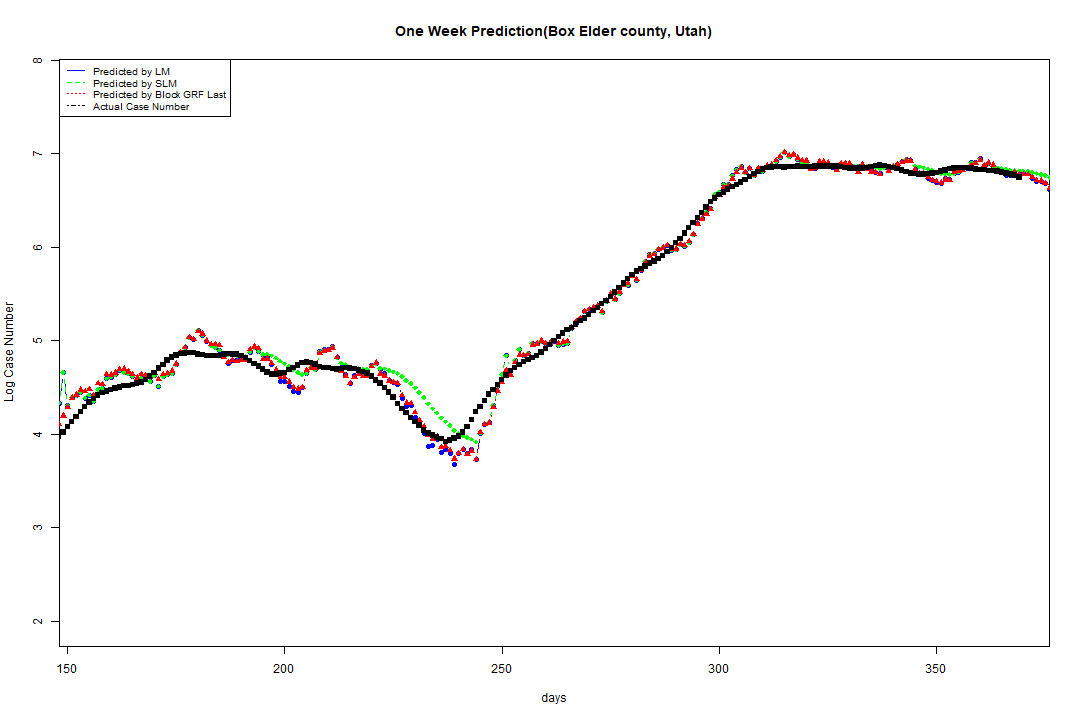 One Week Prediction(Box Elder county, Utah)
Predicted by LM
Predicted by SLM
Predicted by Block GRF Last
Actual Case Number
8
7
6
5
4
3
2
Log Case Number
150 200 250 300 350
days